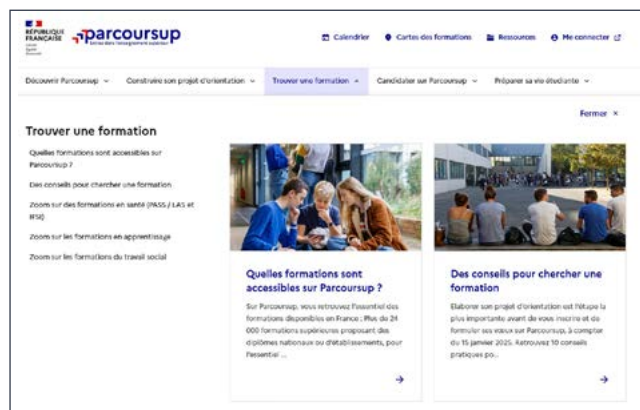 RÉPUBLIQUE
FRANÇAISE
parcoursup
Entrez dans l'enseignement supérieur
Calendrier
Cartes des formations
Ressources
Me connecter
Découvrir Parcoursup
Construire son projet d'orientation
Trouver une formation
Candidater sur Parcoursup
Préparer sa vie étudiante
Fermer ×
Trouver une formation
Quelles formations sont accessibles sur
Parcoursup ?
Des conseils pour chercher une formation
Zoom sur des formations en santé (PASS / LAS et
IFSI)
Zoom sur les formations en apprentissage
Zoom sur les formations du travail social
Quelles formations sont
accessibles sur Parcoursup ?
Sur Parcoursup, vous retrouvez l'essentiel des
formations disponibles en France : Plus de 24
000 formations supérieures proposant des
diplômes nationaux ou d'établissements, pour
l'essentiel ...
Des conseils pour chercher une
formation
Elaborer son projet d'orientation est l'étape la
plus importante avant de vous inscrire et de
formuler ses vœux sur Parcoursup, à compter
du 15 janvier 2025. Retrouvez 10 conseils
pratiques po...